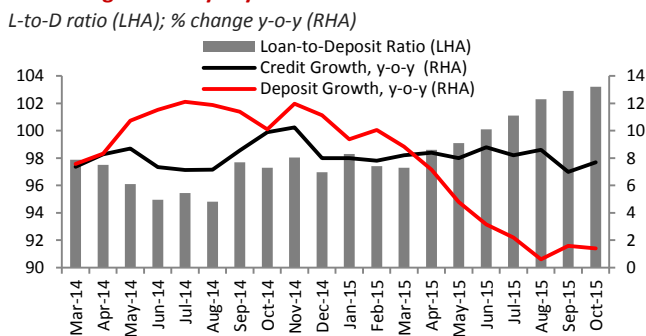 L-to-D ratio (LHA); % change y-o-y (RHA)
Loan-to-Deposit Ratio (LHA)
Credit Growth, y-o-y (RHA)
Deposit Growth, y-o-y (RHA)
104
102
100
98
96
94
92
90
14
12
10
8
6
4
2
0
Mar-14
Apr-14
May-14
Jun-14
Jul-14
Aug-14
Sep-14
Oct-14
Nov-14
Dec-14
Jan-15
Feb-15
Mar-15
Apr-15
May-15
Jun-15
Jul-15
Aug-15
Sep-15
Oct-15